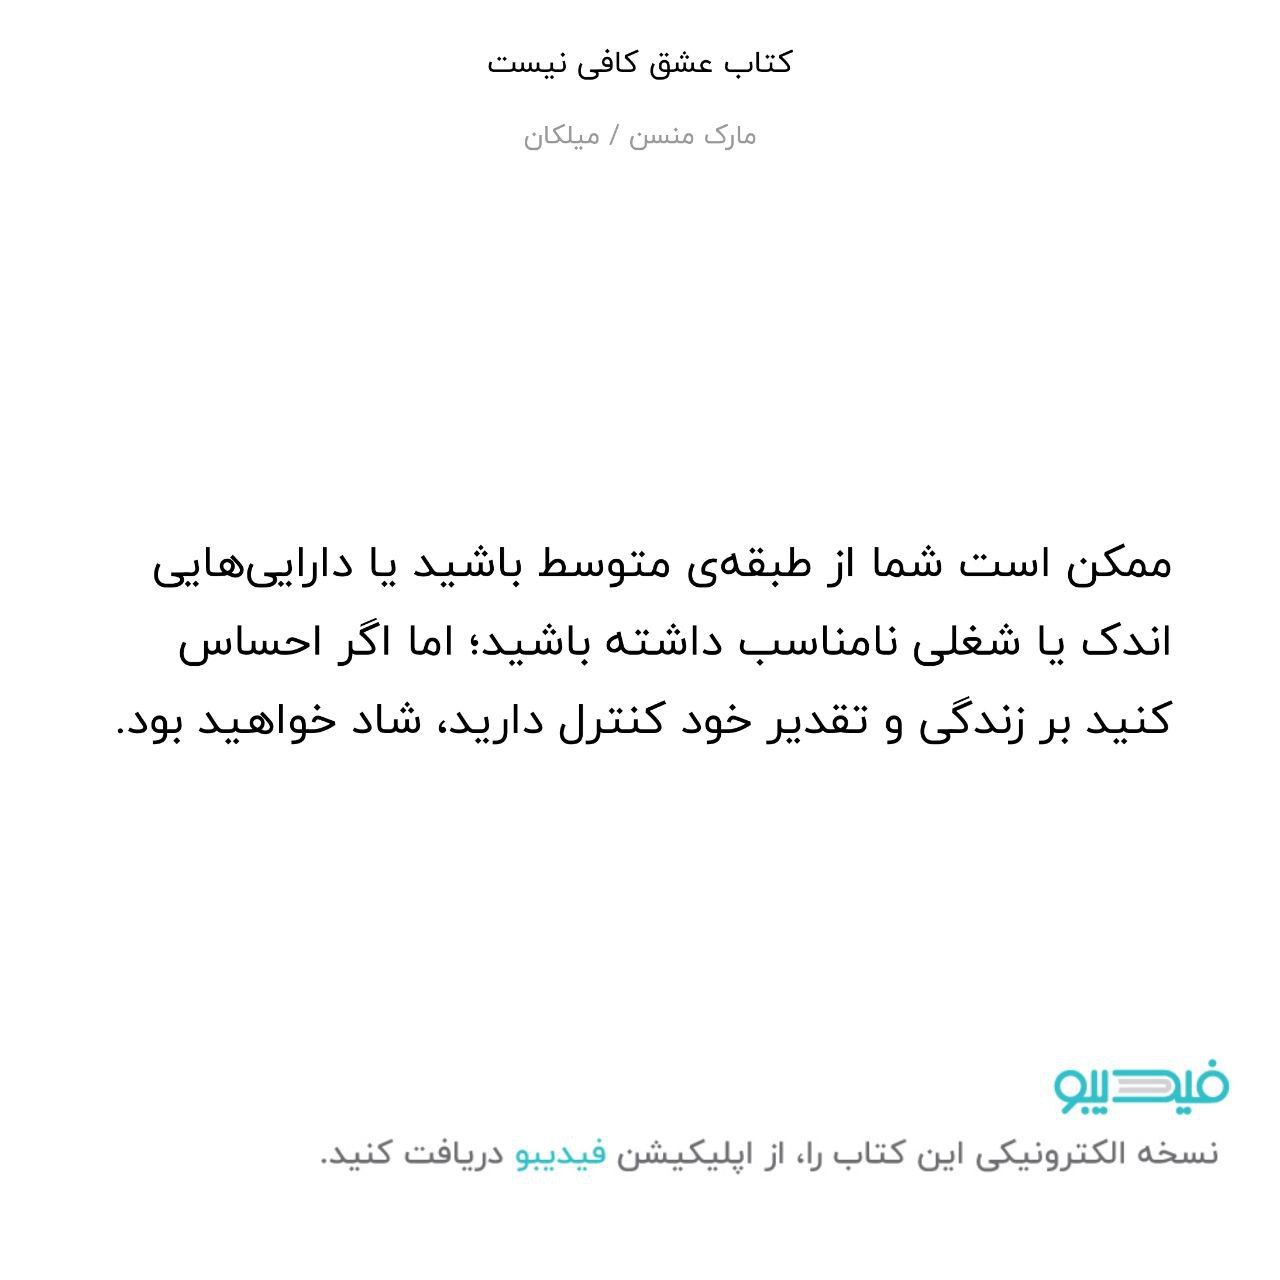 کتاب عشق کافی نیست
مارک منسن / میلکان
ممکن است شما از طبقه‌ی متوسط باشید یا دارایی‌هایی
اندک یا شغلی نامناسب داشته باشید؛ اما اگر احساس
کنید بر زندگی و تقدیر خود کنترل دارید، شاد خواهید بود.
فیدیبو
نسخه الکترونیکی این کتاب را، از اپلیکیشن فیدیبو دریافت کنید.